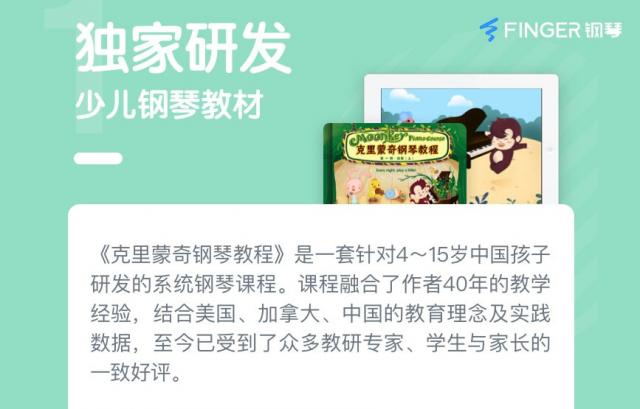 独家研发
FINGER 钢琴
少儿钢琴教材
Moonkey
Piano Course
克里蒙奇钢琴教程
《克里蒙奇钢琴教程》是一套针对4～15岁中国孩子
研发的系统钢琴课程。课程融合了作者40年的教学
经验，结合美国、加拿大、中国的教育理念及实践
数据，至今已受到了众多教研专家、学生与家长的
一致好评。